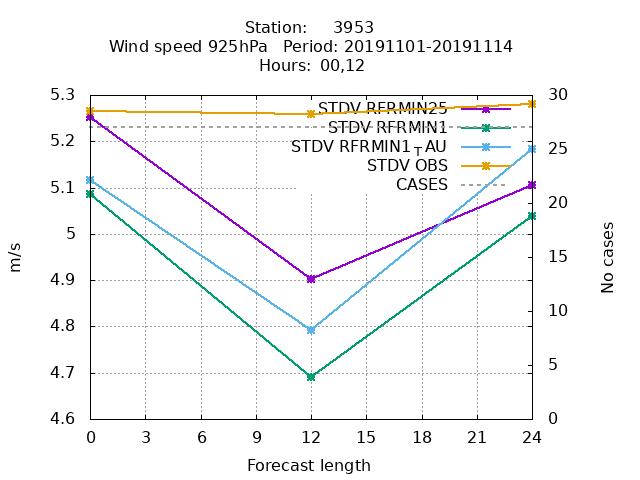 Station: 3953
Wind speed 925hPa Period: 20191101-20191114
Hours: 00,12
5.3
5.2
5.1
5
4.9
4.8
4.7
4.6
m/s
STDV RFRMIN25
STDV RFRMIN1
STDV RFRMIN1TAU
STDV OBS
CASES
30
25
20
15
10
5
0
No cases
0 3 6 9 12 15 18 21 24
Forecast length